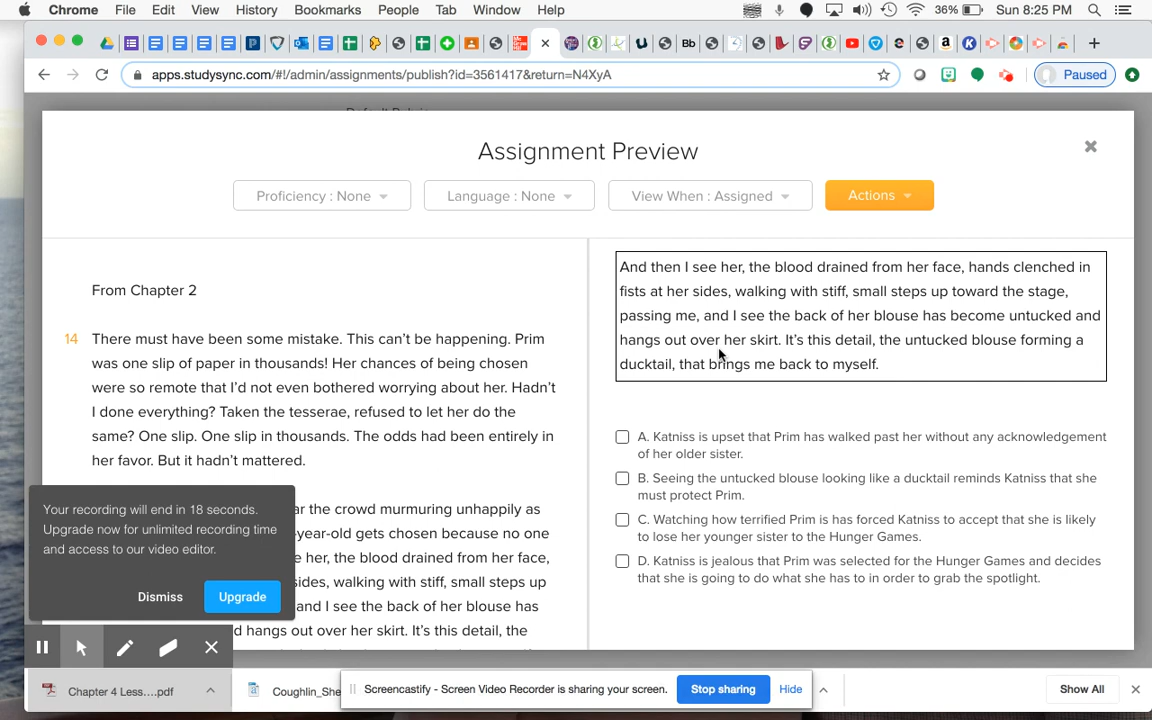 Chrome File Edit View History Bookmarks People Tab Window Help 36% Sun 8:25 PM
Bb
apps.studysync.com/#!/admin/assignments/publish?id=3561417&return=N4XyA Paused
Assignment Preview
Proficiency : None Language : None View When : Assigned Actions
From Chapter 2
14 There must have been some mistake. This can't be happening. Prim
was one slip of paper in thousands! Her chances of being chosen
were so remote that I'd not even bothered worrying about her. Hadn't
I done everything? Taken the tesserae, refused to let her do the
same? One slip. One slip in thousands. The odds had been entirely in
her favor. But it hadn't mattered.
ar the crowd murmuring unhappily as
-year-old gets chosen because no one
e her, the blood drained from her face,
sides, walking with stiff, small steps up
and I see the back of her blouse has
d hangs out over her skirt. It's this detail, the
And then I see her, the blood drained from her face, hands clenched in
fists at her sides, walking with stiff, small steps up toward the stage,
passing me, and I see the back of her blouse has become untucked and
hangs out over her skirt. It's this detail, the untucked blouse forming a
ducktail, that brings me back to myself.
A. Katniss is upset that Prim has walked past her without any acknowledgement
of her older sister.
B. Seeing the untucked blouse looking like a ducktail reminds Katniss that she
must protect Prim.
C. Watching how terrified Prim is has forced Katniss to accept that she is likely
to lose her younger sister to the Hunger Games.
D. Katniss is jealous that Prim was selected for the Hunger Games and decides
that she is going to do what she has to in order to grab the spotlight.
Your recording will end in 18 seconds.
Upgrade now for unlimited recording time
and access to our video editor.
Dismiss Upgrade
Chapter 4 Less....pdf Coughlin_She Screencastify - Screen Video Recorder is sharing your screen. Stop sharing Hide Show All